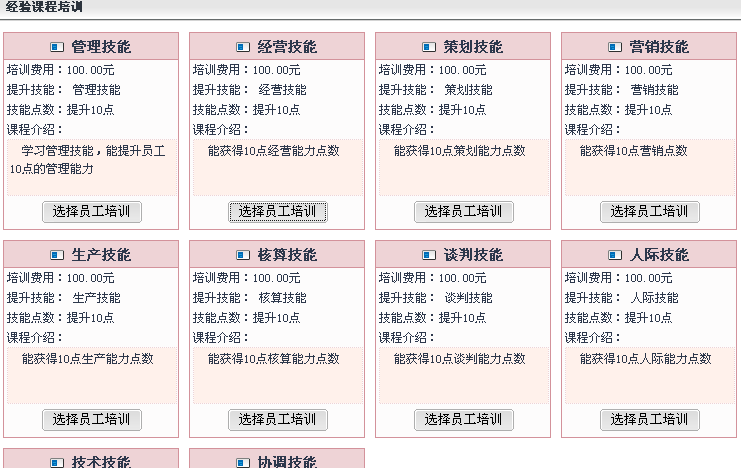 经验课程培训
管理技能
培训费用：100.00元
提升技能： 管理技能
技能点数：提升10点
课程介绍：
学习管理技能，能提升员工
10点的管理能力
选择员工培训
经营技能
培训费用：100.00元
提升技能： 经营技能
技能点数：提升10点
课程介绍：
能获得10点经营能力点数
选择员工培训
策划技能
培训费用：100.00元
提升技能： 策划技能
技能点数：提升10点
课程介绍：
能获得10点策划能力点数
选择员工培训
营销技能
培训费用：100.00元
提升技能： 营销技能
技能点数：提升10点
课程介绍：
能获得10点营销点数
选择员工培训
生产技能
培训费用：100.00元
提升技能： 生产技能
技能点数：提升10点
课程介绍：
能获得10点生产能力点数
选择员工培训
核算技能
培训费用：100.00元
提升技能： 核算技能
技能点数：提升10点
课程介绍：
能获得10点核算能力点数
选择员工培训
谈判技能
培训费用：100.00元
提升技能： 谈判技能
技能点数：提升10点
课程介绍：
能获得10点谈判能力点数
选择员工培训
人际技能
培训费用：100.00元
提升技能： 人际技能
技能点数：提升10点
课程介绍：
能获得10点人际能力点数
选择员工培训
技术技能
协调技能